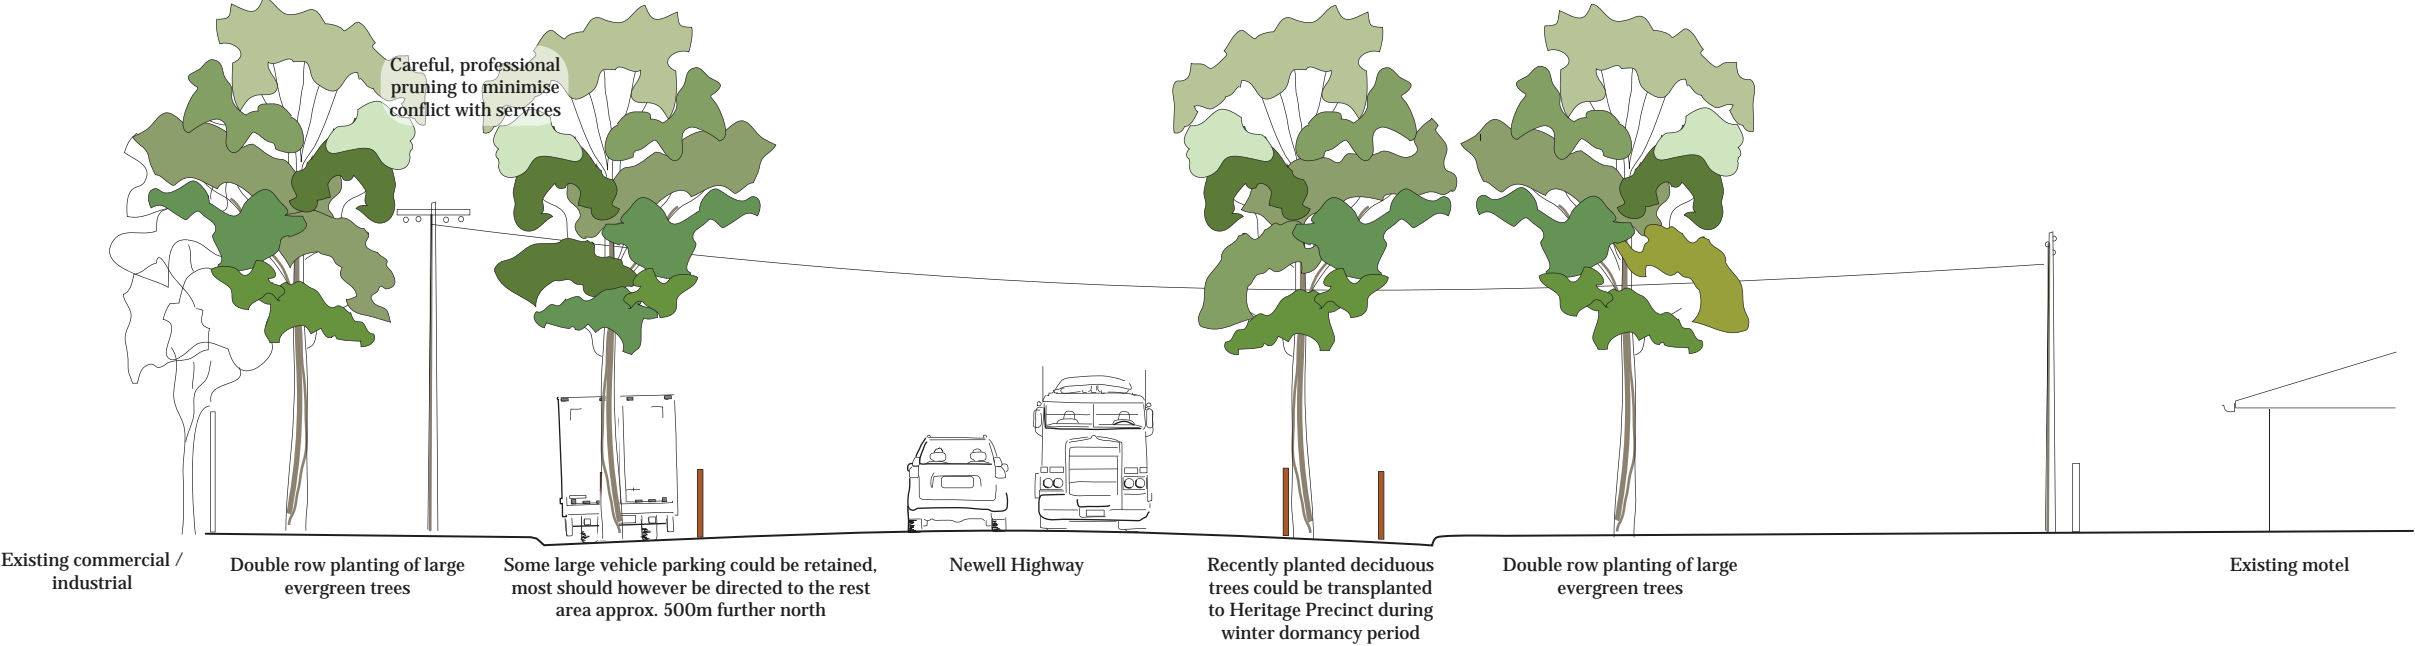 Careful, professional
pruning to minimise
conflict with services
Existing commercial /
industrial
Double row planting of large
evergreen trees
Some large vehicle parking could be retained,
most should however be directed to the rest
area approx. 500m further north
Newell Highway
Recently planted deciduous
trees could be transplanted
to Heritage Precinct during
winter dormancy period
Double row planting of large
evergreen trees
Existing motel